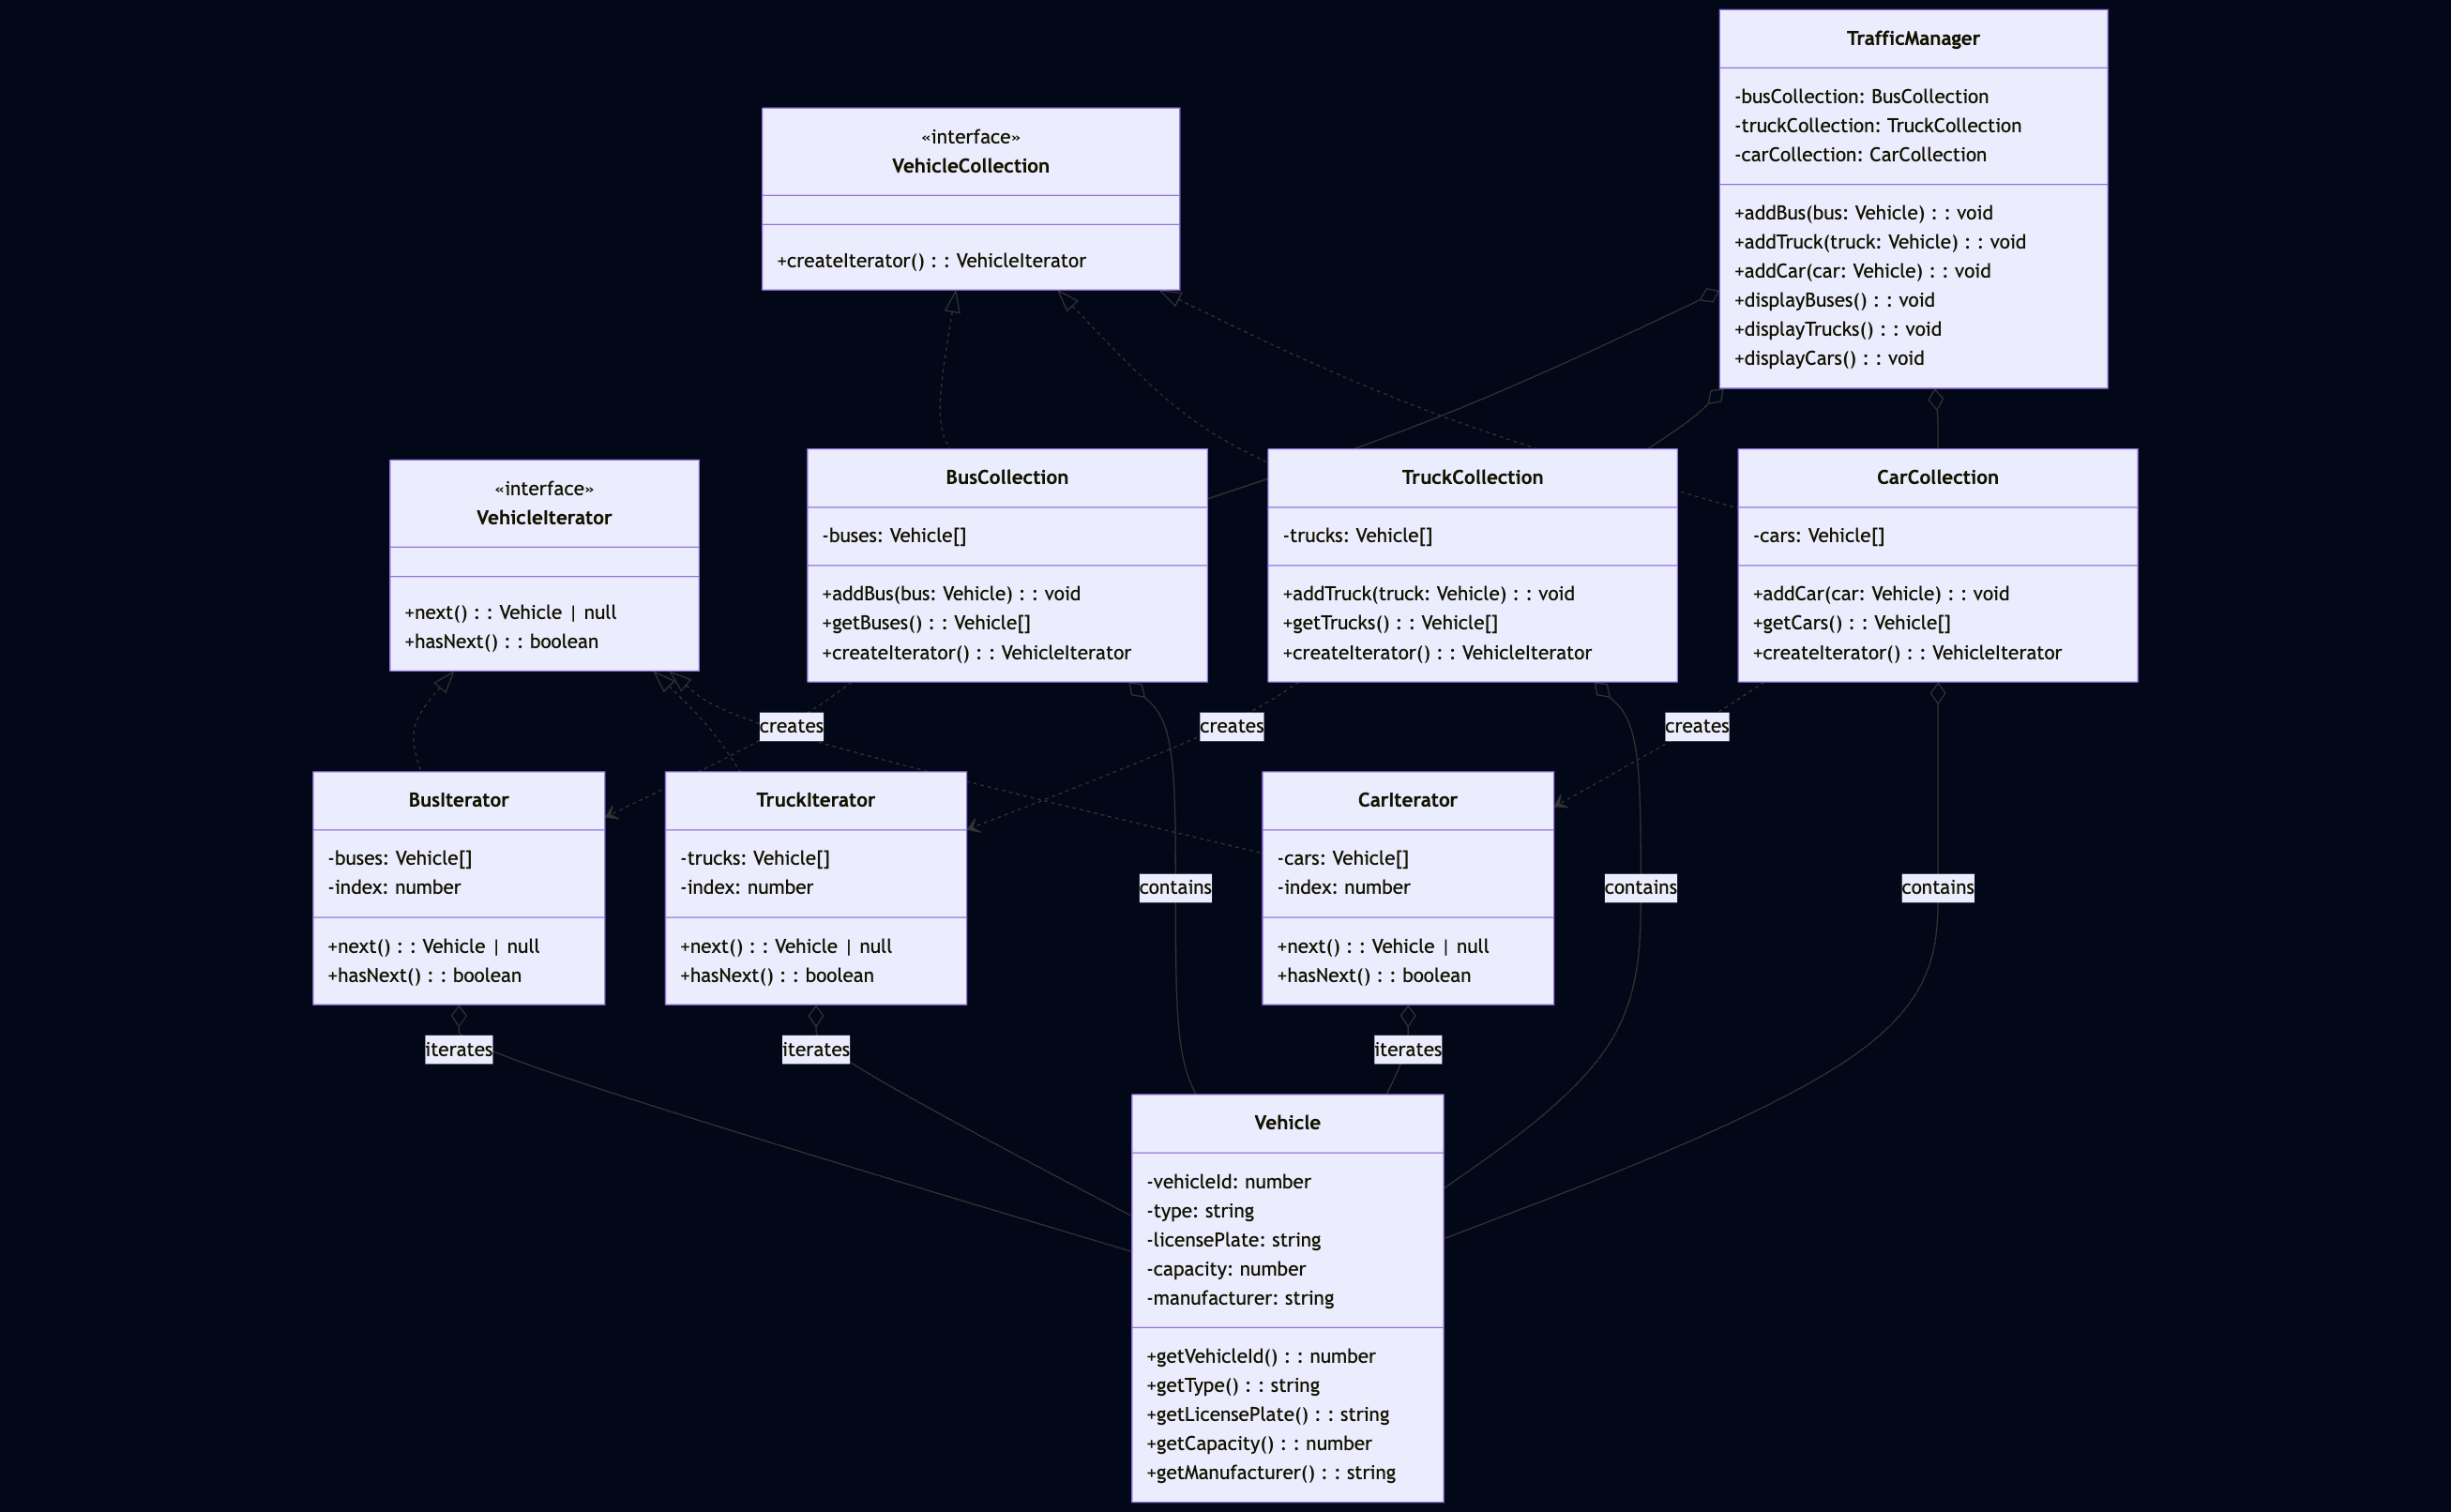 TrafficManager
-busCollection: BusCollection
-truckCollection: TruckCollection
-carCollection: CarCollection
+addBus(bus: Vehicle) : : void
+addTruck(truck: Vehicle) : : void
+addCar(car: Vehicle) : : void
+displayBuses() : : void
+displayTrucks() : : void
+displayCars() : : void
«interface»
VehicleCollection
+createIterator() : : VehicleIterator
«interface»
VehicleIterator
+next() : : Vehicle | null
+hasNext() : : boolean
BusCollection
-buses: Vehicle[]
+addBus(bus: Vehicle) : : void
+getBuses() : : Vehicle[]
+createIterator() : : VehicleIterator
TruckCollection
-trucks: Vehicle[]
+addTruck(truck: Vehicle) : : void
+getTrucks() : : Vehicle[]
+createIterator() : : VehicleIterator
CarCollection
-cars: Vehicle[]
+addCar(car: Vehicle) : : void
+getCars() : : Vehicle[]
+createIterator() : : VehicleIterator
creates
creates
creates
BusIterator
-buses: Vehicle[]
-index: number
+next() : : Vehicle | null
+hasNext() : : boolean
TruckIterator
-trucks: Vehicle[]
-index: number
+next() : : Vehicle | null
+hasNext() : : boolean
CarIterator
-cars: Vehicle[]
-index: number
+next() : : Vehicle | null
+hasNext() : : boolean
contains
contains
contains
iterates
iterates
iterates
Vehicle
-vehicleId: number
-type: string
-licensePlate: string
-capacity: number
-manufacturer: string
+getVehicleId() : : number
+getType() : : string
+getLicensePlate() : : string
+getCapacity() : : number
+getManufacturer() : : string